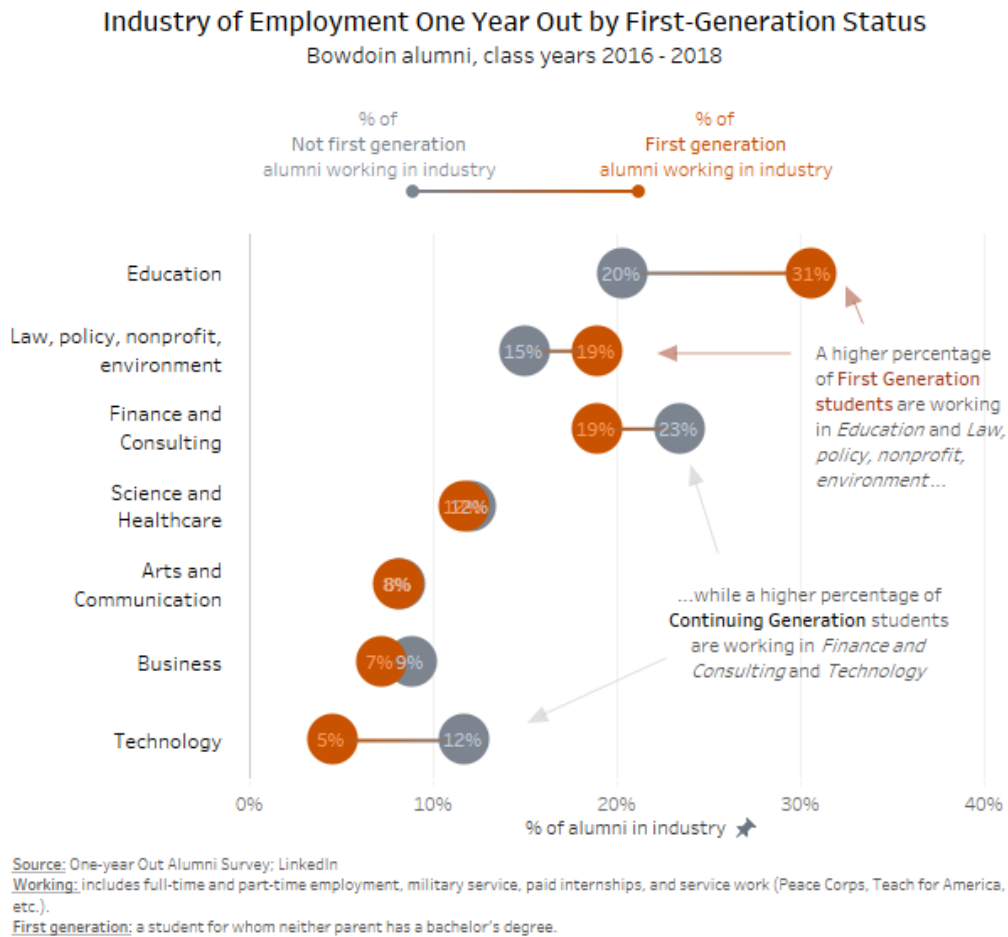 Industry of Employment One Year Out by First-Generation Status
Bowdoin alumni, class years 2016 - 2018
% of
Not first generation
alumni working in industry
% of
First generation
alumni working in industry
Education
20%
31%
Law, policy, nonprofit,
environment
15%
19%
A higher percentage
of First Generation
students are working
in Education and Law,
policy, nonprofit,
environment...
Finance and
Consulting
19%
23%
Science and
Healthcare
12%
12%
Arts and
Communication
8%
8%
...while a higher percentage of
Continuing Generation students
are working in Finance and
Consulting and Technology
Business
7%
9%
Technology
5%
12%
0%
10%
20%
30%
40%
% of alumni in industry
Source: One-year Out Alumni Survey; LinkedIn
Working: includes full-time and part-time employment, military service, paid internships, and service work (Peace Corps, Teach for America,
etc.).
First generation: a student for whom neither parent has a bachelor's degree.